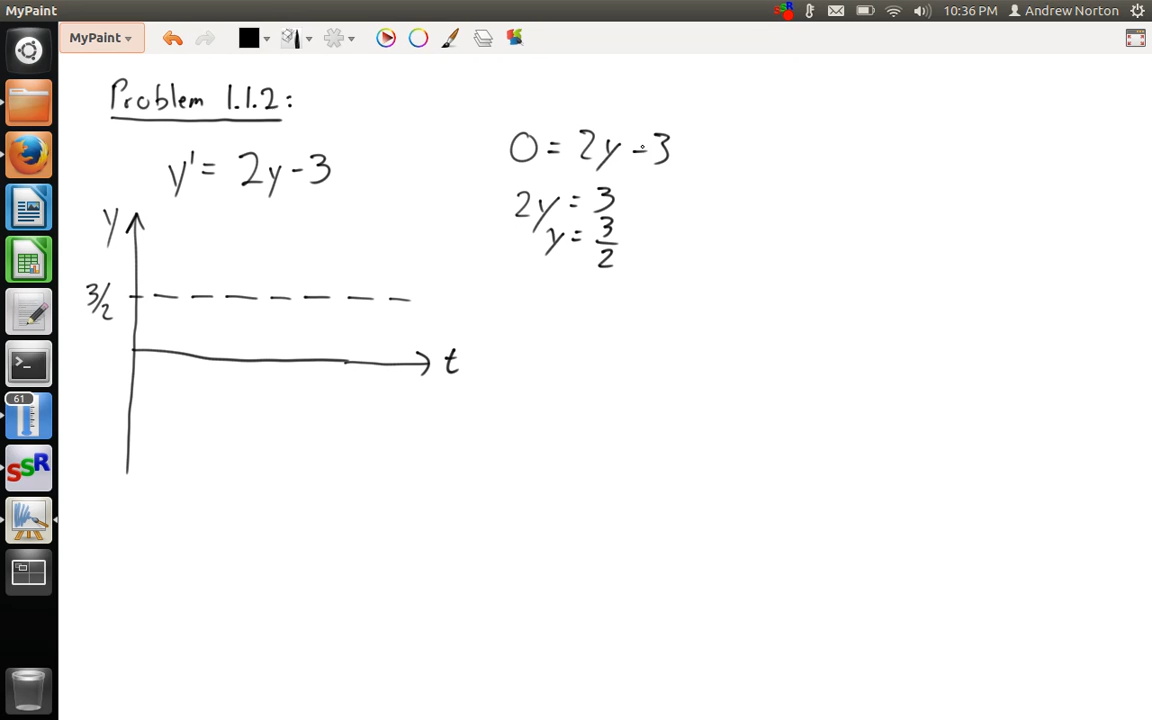 MyPaint
10:36 PM
Andrew Norton
MyPaint
SSR
Problem 1.1.2:
y' = 2y - 3
0 = 2y - 3
2y = 3
y = 3/2
y
3/2
t
61
SSR